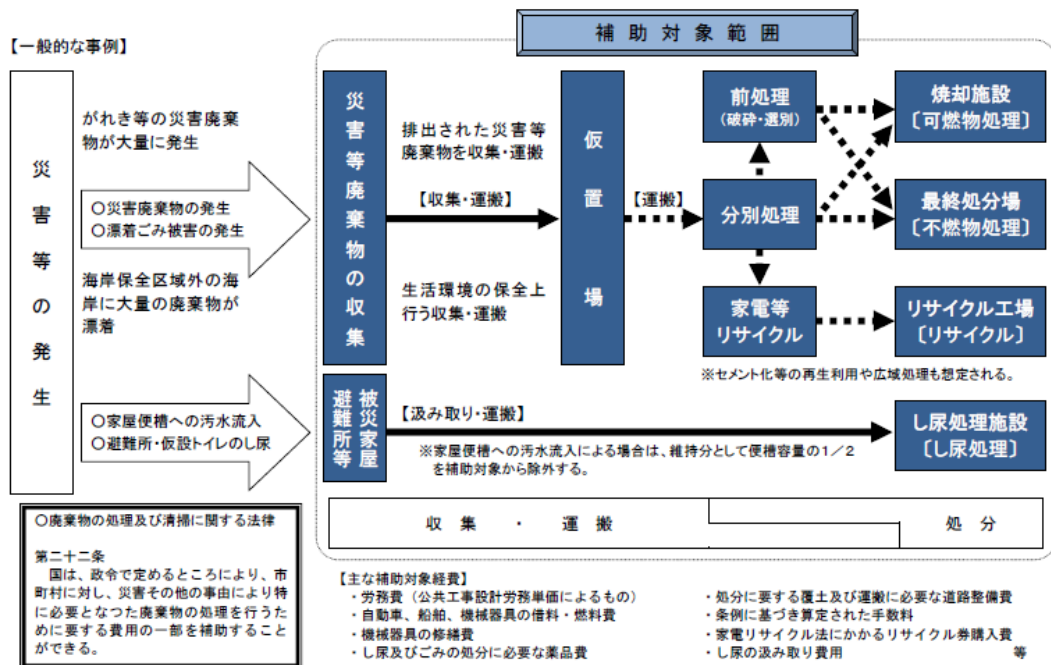 補助対象範囲
【一般的な事例】
災害等の発生
がれき等の災害廃棄
物が大量に発生
○災害廃棄物の発生
○漂着ごみ被害の発生
海岸保全区域外の海
岸に大量の廃棄物が
漂着
○家屋便槽への汚水流入
○避難所・仮設トイレのし尿
災害等廃棄物の収集
排出された災害等
廃棄物を収集・運搬
【収集・運搬】
生活環境の保全上
行う収集・運搬
仮置場
【運搬】
前処理
(破砕・選別)
分別処理
家電等
リサイクル
焼却施設
〔可燃物処理〕
最終処分場
〔不燃物処理〕
リサイクル工場
〔リサイクル〕
※セメント化等の再生利用や広域処理も想定される。
被災家屋
避難所等
【汲み取り・運搬】
※家屋便槽への汚水流入による場合は、維持分として便槽容量の1/2
を補助対象から除外する。
し尿処理施設
〔し尿処理〕
収集・運搬
処分
○廃棄物の処理及び清掃に関する法律
第二十二条
国は、政令で定めるところにより、市
町村に対し、災害その他の事由により特
に必要となつた廃棄物の処理を行うた
めに要する費用の一部を補助すること
ができる。
【主な補助対象経費】
・労務費（公共工事設計労務単価によるもの）
・自動車、船舶、機械器具の借料・燃料費
・機械器具の修繕費
・し尿及びごみの処分に必要な薬品費
・処分に要する覆土及び運搬に必要な道路整備費
・条例に基づき算定された手数料
・家電リサイクル法にかかるリサイクル券購入費
・し尿の汲み取り費用 等